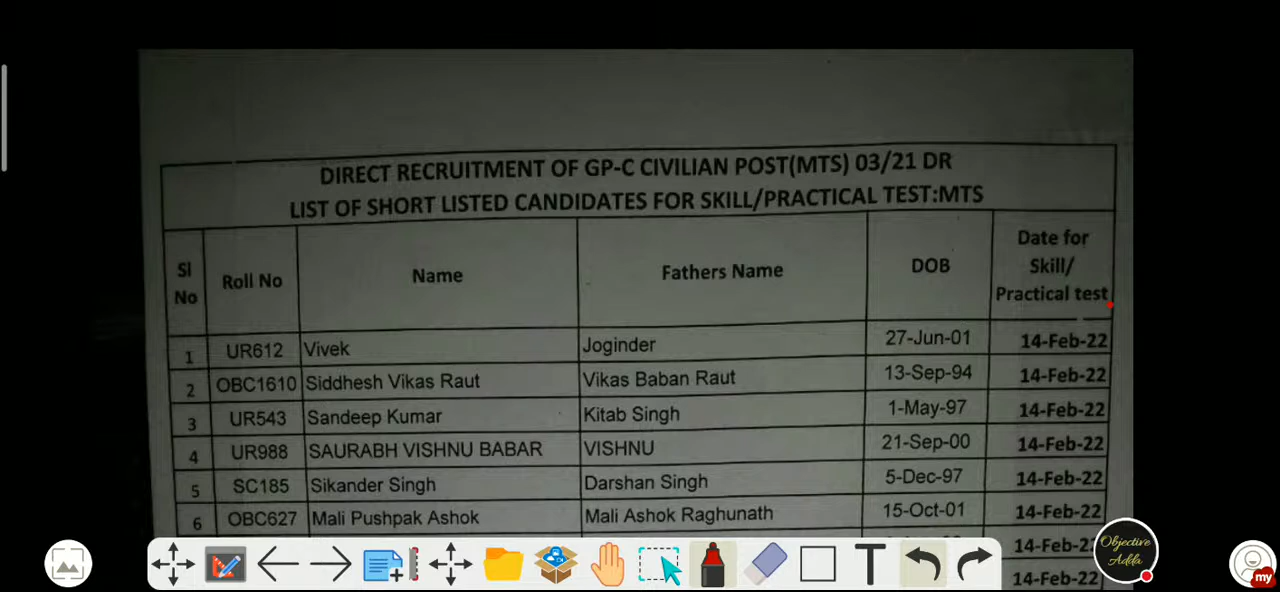 DIRECT RECRUITMENT OF GP-C CIVILIAN POST(MTS) 03/21 DR
LIST OF SHORT LISTED CANDIDATES FOR SKILL/PRACTICAL TEST:MTS
Sl No Roll No Name Fathers Name DOB Date for Skill/ Practical test
1 UR612 Vivek Joginder 27-Jun-01 14-Feb-22
2 OBC1610 Siddhesh Vikas Raut Vikas Baban Raut 13-Sep-94 14-Feb-22
3 UR543 Sandeep Kumar Kitab Singh 1-May-97 14-Feb-22
4 UR988 SAURABH VISHNU BABAR VISHNU 21-Sep-00 14-Feb-22
5 SC185 Sikander Singh Darshan Singh 5-Dec-97 14-Feb-22
6 OBC627 Mali Pushpak Ashok Mali Ashok Raghunath 15-Oct-01 14-Feb-22
14-Feb-2
14-Feb-22
T
Objective
Adda
my